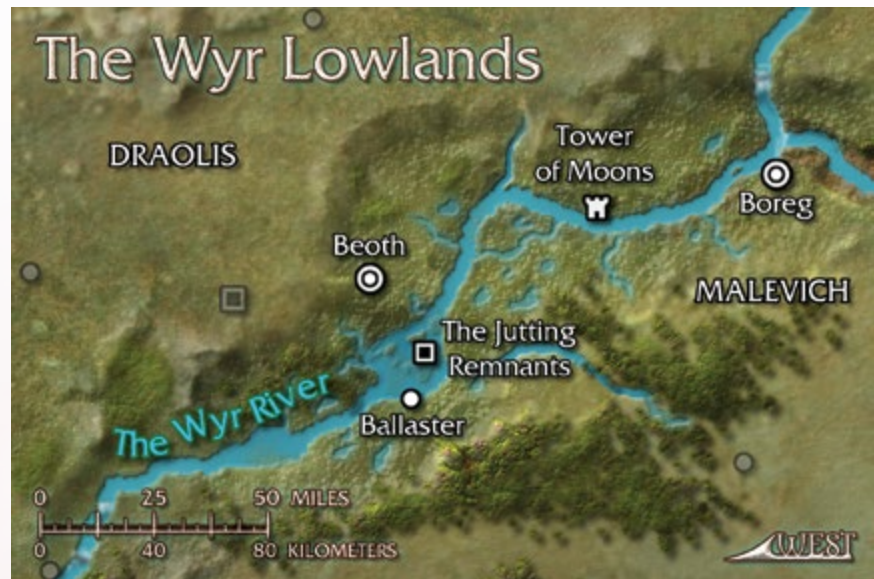 The Wyr Lowlands
DRAOLIS
Tower
of Moons
Boreg
Beoth
MALEVICH
The Jutting
Remnants
Ballaster
The Wyr River
0 25 50 MILES
0 40 80 KILOMETERS
WEST